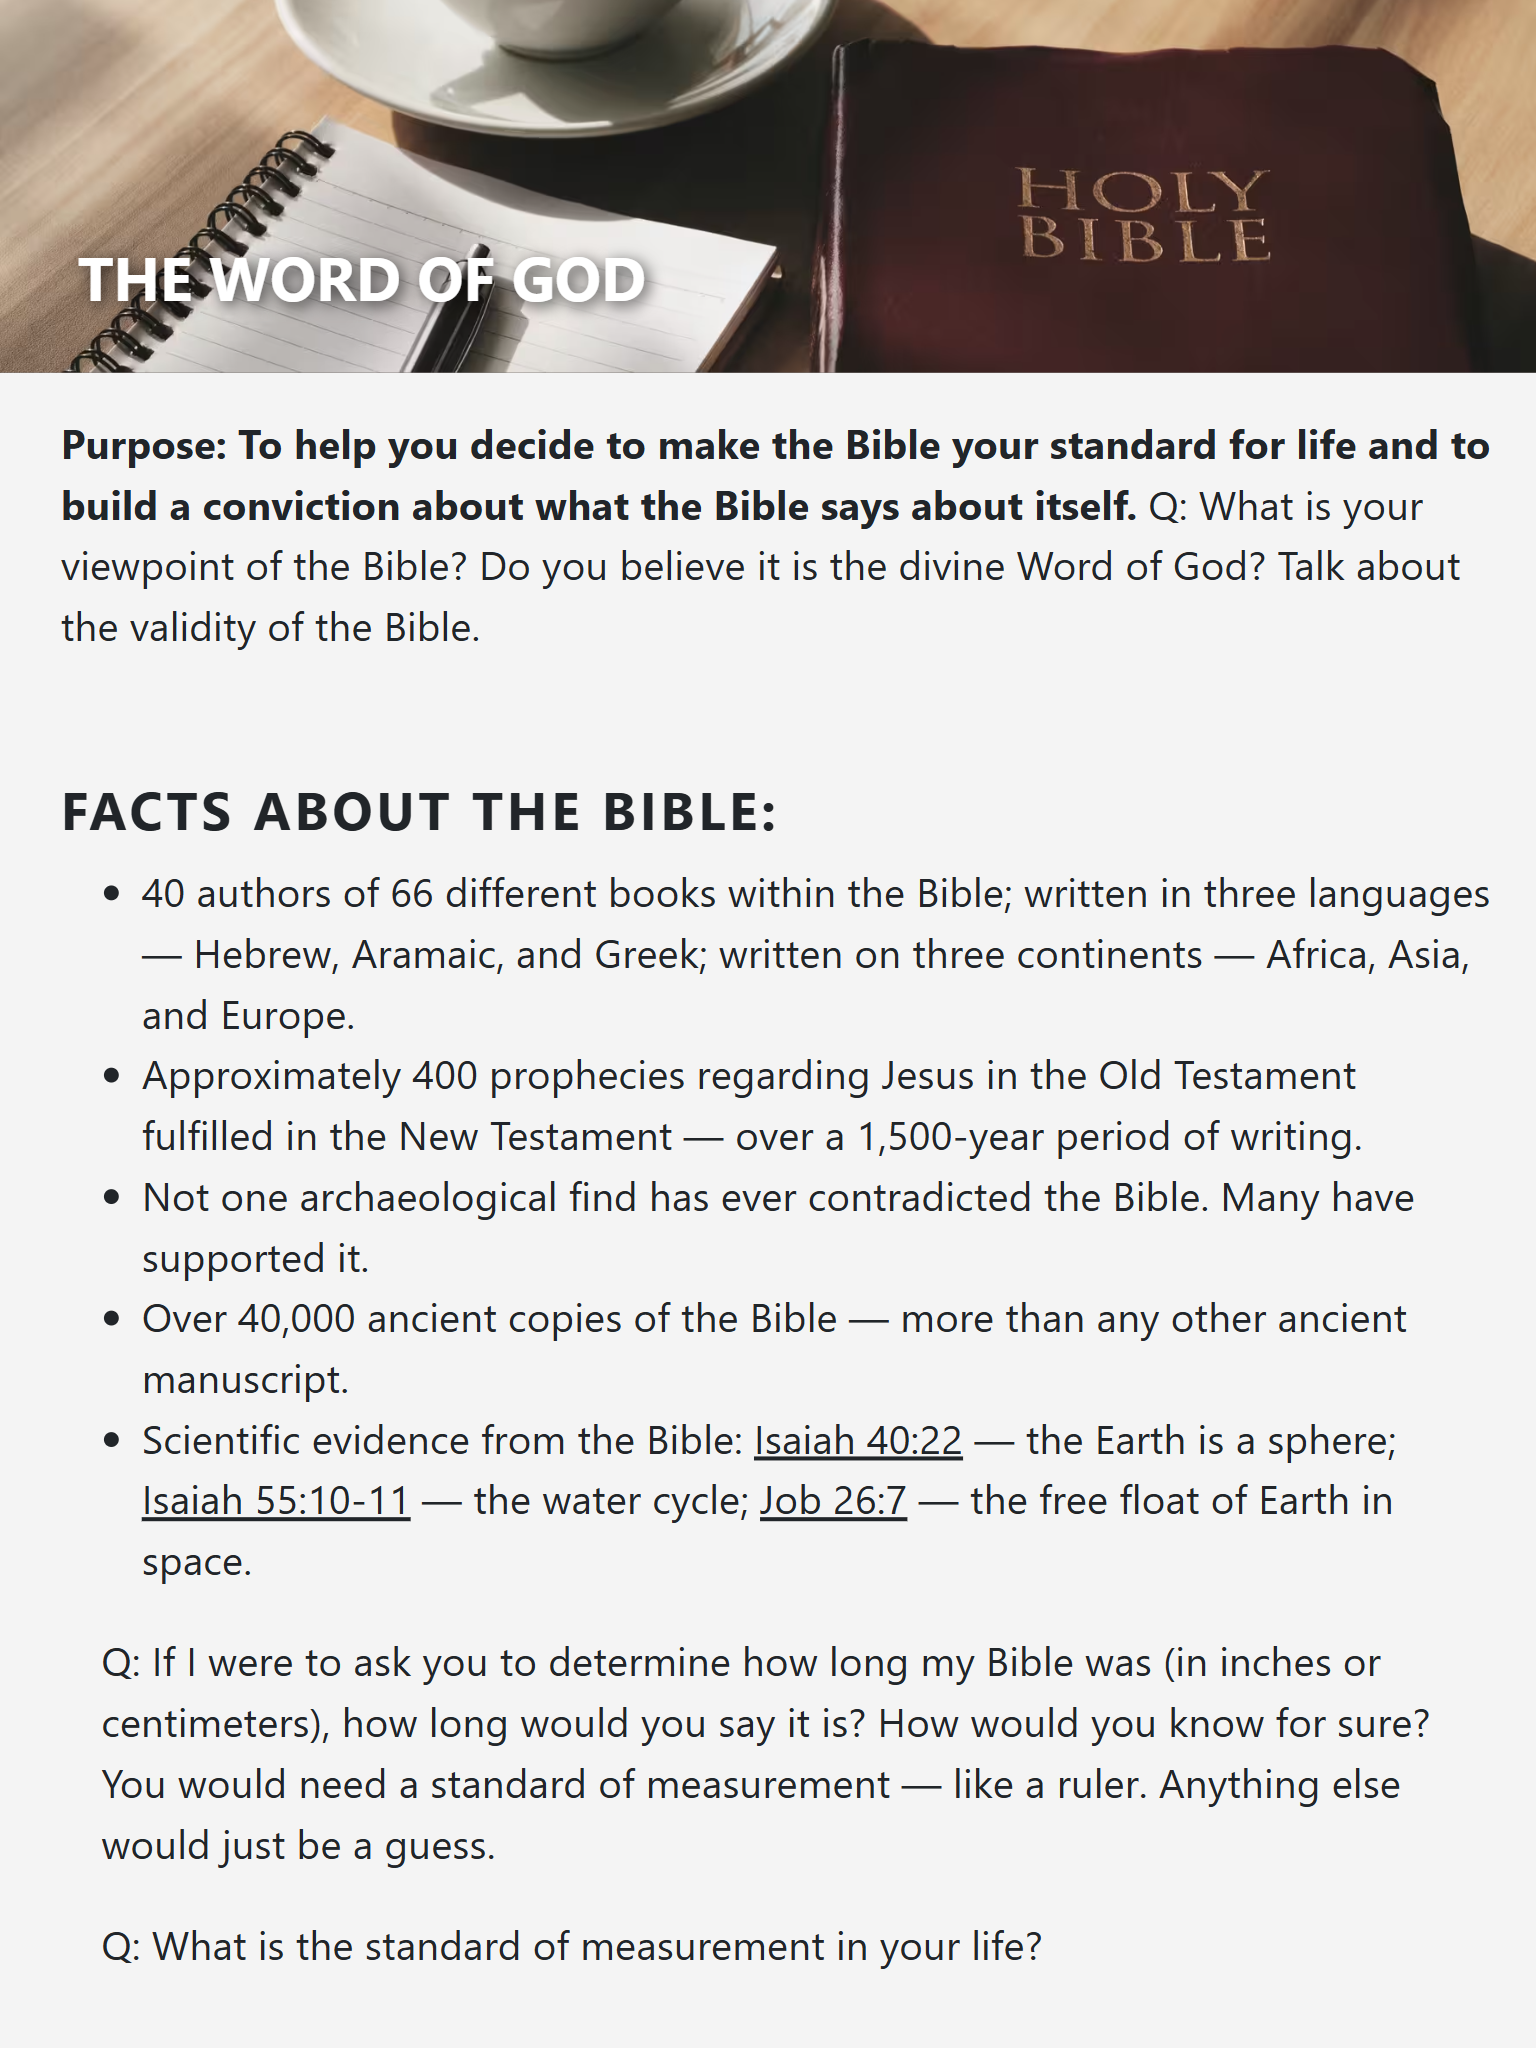 HOLY
BIBLE
THE WORD OF GOD
Purpose: To help you decide to make the Bible your standard for life and to
build a conviction about what the Bible says about itself. Q: What is your
viewpoint of the Bible? Do you believe it is the divine Word of God? Talk about
the validity of the Bible.
FACTS ABOUT THE BIBLE:
• 40 authors of 66 different books within the Bible; written in three languages
— Hebrew, Aramaic, and Greek; written on three continents — Africa, Asia,
and Europe.
• Approximately 400 prophecies regarding Jesus in the Old Testament
fulfilled in the New Testament — over a 1,500-year period of writing.
• Not one archaeological find has ever contradicted the Bible. Many have
supported it.
• Over 40,000 ancient copies of the Bible — more than any other ancient
manuscript.
• Scientific evidence from the Bible: Isaiah 40:22 — the Earth is a sphere;
Isaiah 55:10-11 — the water cycle; Job 26:7 — the free float of Earth in
space.
Q: If I were to ask you to determine how long my Bible was (in inches or
centimeters), how long would you say it is? How would you know for sure?
You would need a standard of measurement — like a ruler. Anything else
would just be a guess.
Q: What is the standard of measurement in your life?